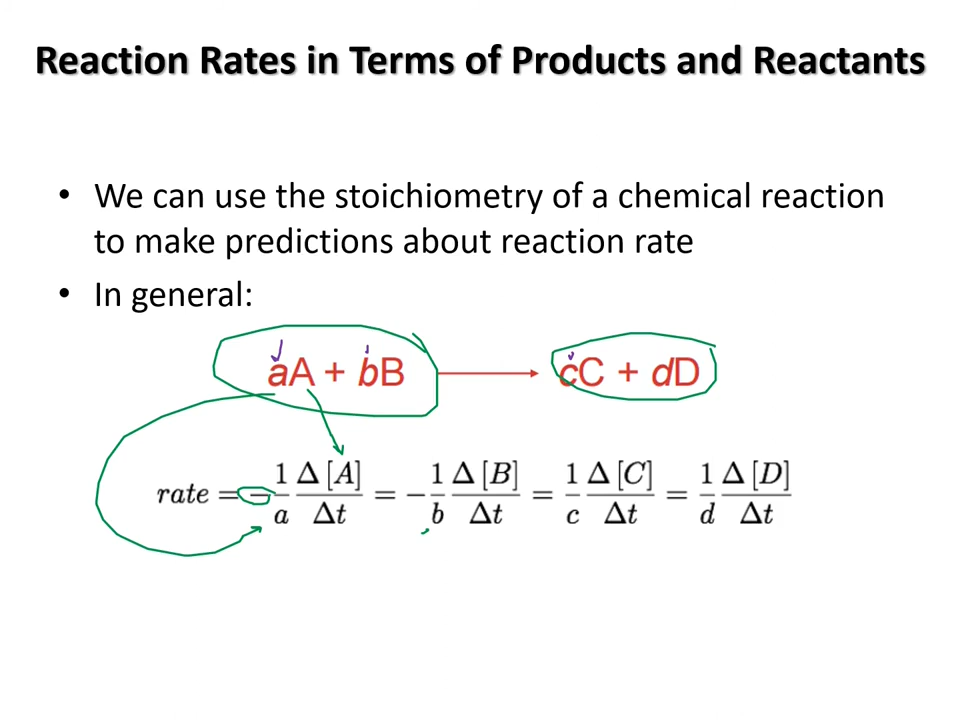 Reaction Rates in Terms of Products and Reactants
• We can use the stoichiometry of a chemical reaction
to make predictions about reaction rate
• In general:
aA + bB ⟶ cC + dD
rate = −(1/a)(Δ[A]/Δt) = −(1/b)(Δ[B]/Δt) = (1/c)(Δ[C]/Δt) = (1/d)(Δ[D]/Δt)